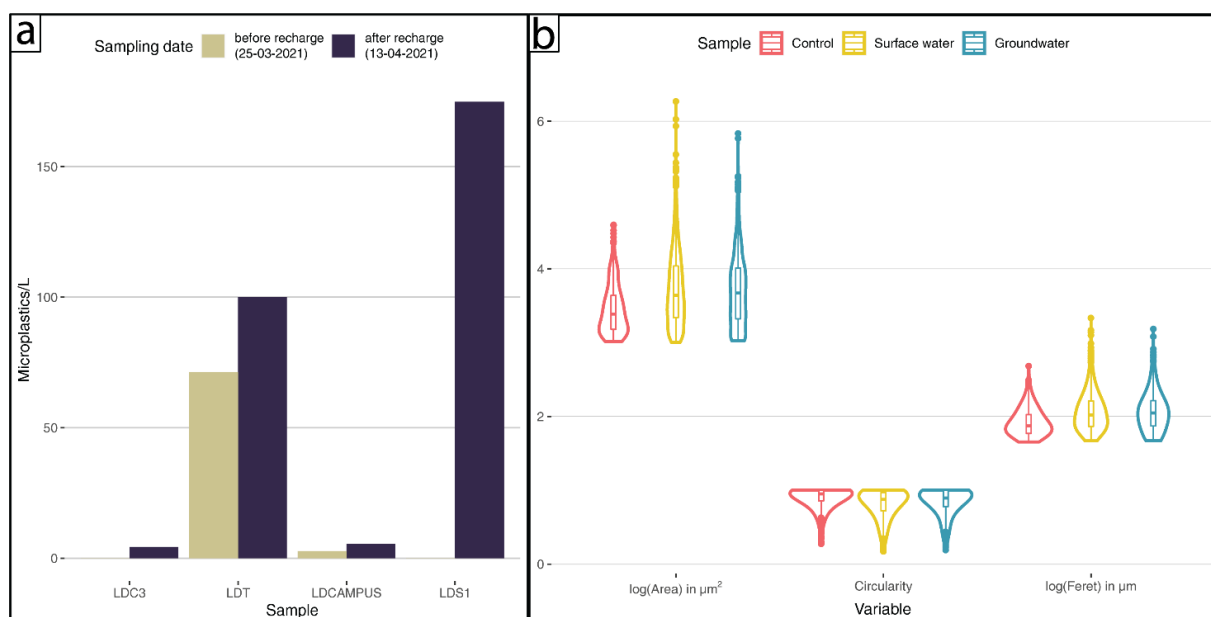 a
Sampling date
before recharge
(25-03-2021)
after recharge
(13-04-2021)
Microplastics/L
150
100
50
0
LDC3 LDT LDCAMPUS LDS1
Sample
b
Sample Control Surface water Groundwater
6
4
2
0
log(Area) in µm² Circularity log(Feret) in µm
Variable